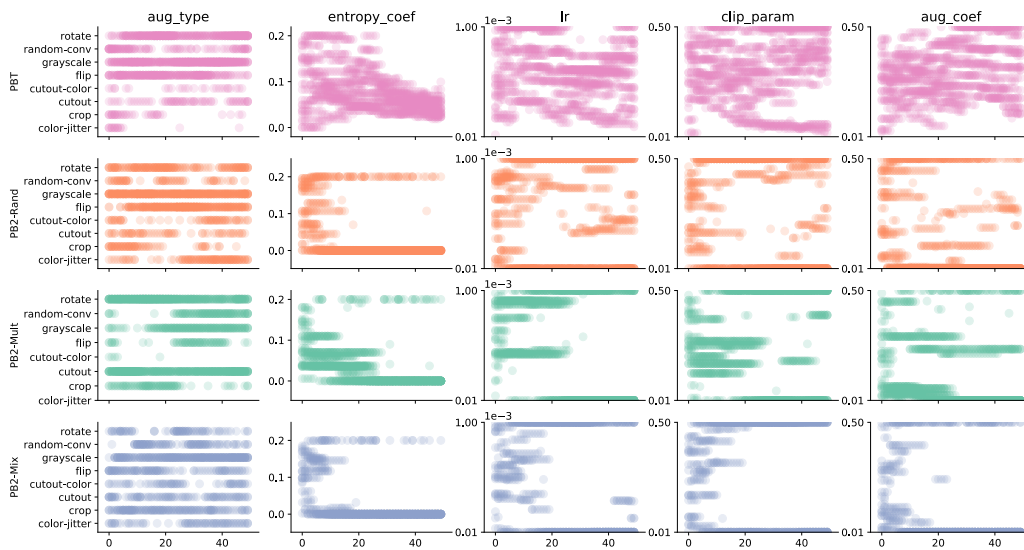 aug_type entropy_coef lr clip_param aug_coef
PBT
rotate
random-conv
grayscale
flip
cutout-color
cutout
crop
color-jitter
0.2
0.1
0.0
1e−3
1.00
0.01
0.50
0.01
0.50
0.01
PB2-Rand
rotate
random-conv
grayscale
flip
cutout-color
cutout
crop
color-jitter
0.2
0.1
0.0
1e−3
1.00
0.01
0.50
0.01
0.50
0.01
PB2-Mult
rotate
random-conv
grayscale
flip
cutout-color
cutout
crop
color-jitter
0.2
0.1
0.0
1e−3
1.00
0.01
0.50
0.01
0.50
0.01
PB2-Mix
rotate
random-conv
grayscale
flip
cutout-color
cutout
crop
color-jitter
0.2
0.1
0.0
1e−3
1.00
0.01
0.50
0.01
0.50
0.01
0 20 40 0 20 40 0 20 40 0 20 40 0 20 40